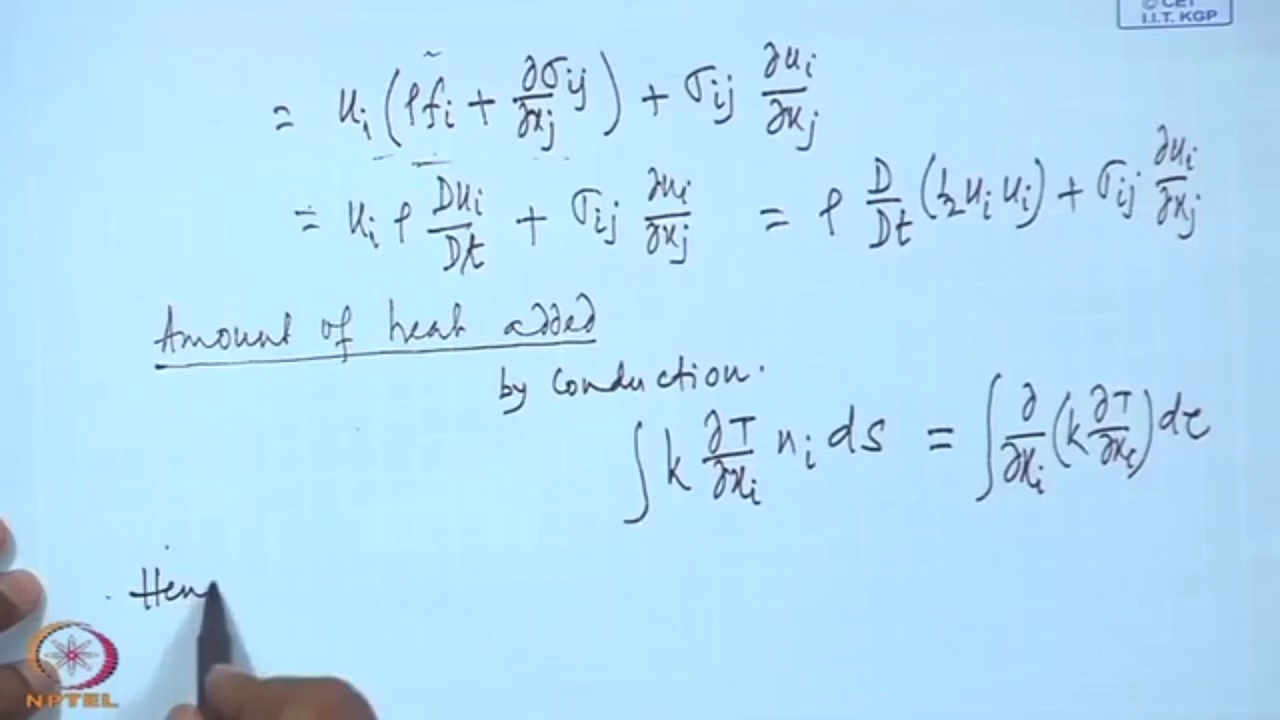 © CET
I.I.T. KGP
= u_i (ρf_i + ∂σ_ij/∂x_j) + σ_ij ∂u_i/∂x_j
= u_i ρ Du_i/Dt + σ_ij ∂u_i/∂x_j = ρ D/Dt (½ u_i u_i) + σ_ij ∂u_i/∂x_j
Amount of heat added
by conduction.
∫ k ∂T/∂x_i n_i ds = ∫ ∂/∂x_i (k ∂T/∂x_i) dτ
Hen
NPTEL